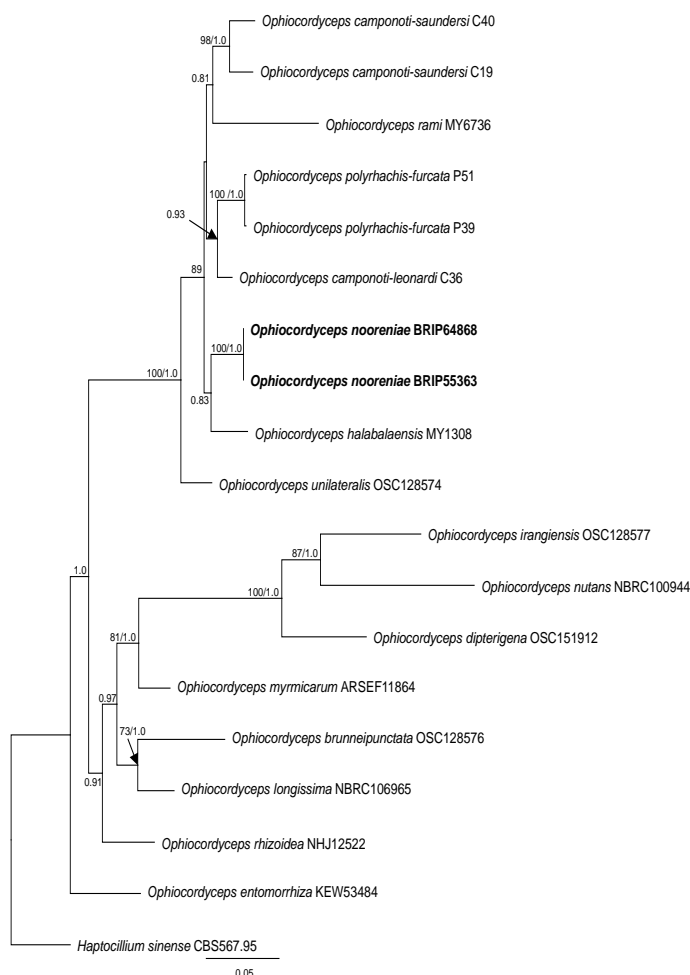 Ophiocordyceps camponoti-saundersi C40
98/1.0
Ophiocordyceps camponoti-saundersi C19
0.81
Ophiocordyceps rami MY6736
Ophiocordyceps polyrhachis-furcata P51
100 /1.0
0.93
Ophiocordyceps polyrhachis-furcata P39
89
Ophiocordyceps camponoti-leonardi C36
Ophiocordyceps nooreniae BRIP64868
100/1.0
100/1.0
Ophiocordyceps nooreniae BRIP55363
0.83
Ophiocordyceps halabalaensis MY1308
Ophiocordyceps unilateralis OSC128574
Ophiocordyceps irangiensis OSC128577
87/1.0
1.0
Ophiocordyceps nutans NBRC100944
100/1.0
81/1.0
Ophiocordyceps dipterigena OSC151912
Ophiocordyceps myrmicarum ARSEF11864
0.97
73/1.0
Ophiocordyceps brunneipunctata OSC128576
0.91
Ophiocordyceps longissima NBRC106965
Ophiocordyceps rhizoidea NHJ12522
Ophiocordyceps entomorrhiza KEW53484
Haptocillium sinense CBS567.95
0.05